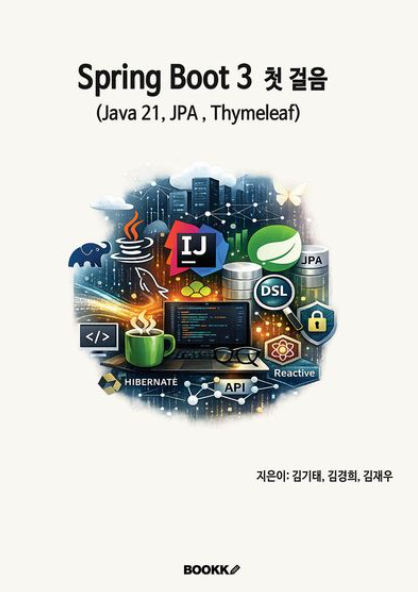 Spring Boot 3 첫 걸음
(Java 21, JPA , Thymeleaf)
IJ
JPA
DSL
</>
HIBERNATE
API
Reactive
지은이: 김기태, 김경희, 김재우
BOOKK